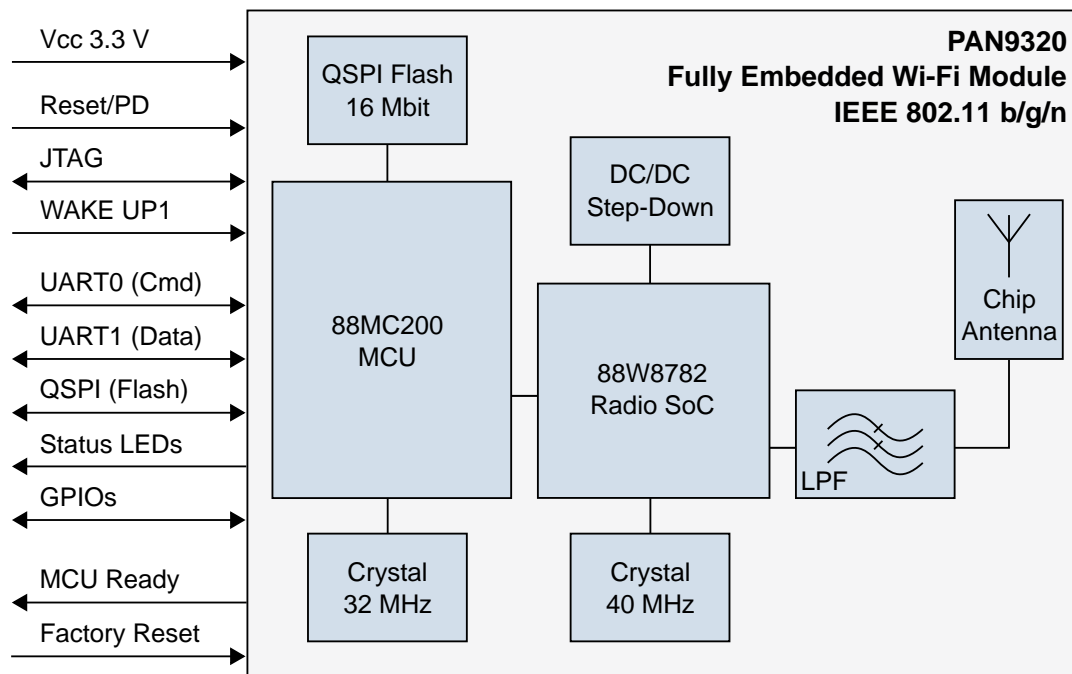 Vcc 3.3 V
Reset/PD
JTAG
WAKE UP1
UART0 (Cmd)
UART1 (Data)
QSPI (Flash)
Status LEDs
GPIOs
MCU Ready
Factory Reset
PAN9320
Fully Embedded Wi-Fi Module
IEEE 802.11 b/g/n
QSPI Flash
16 Mbit
DC/DC
Step-Down
88MC200
MCU
88W8782
Radio SoC
Chip
Antenna
LPF
Crystal
32 MHz
Crystal
40 MHz